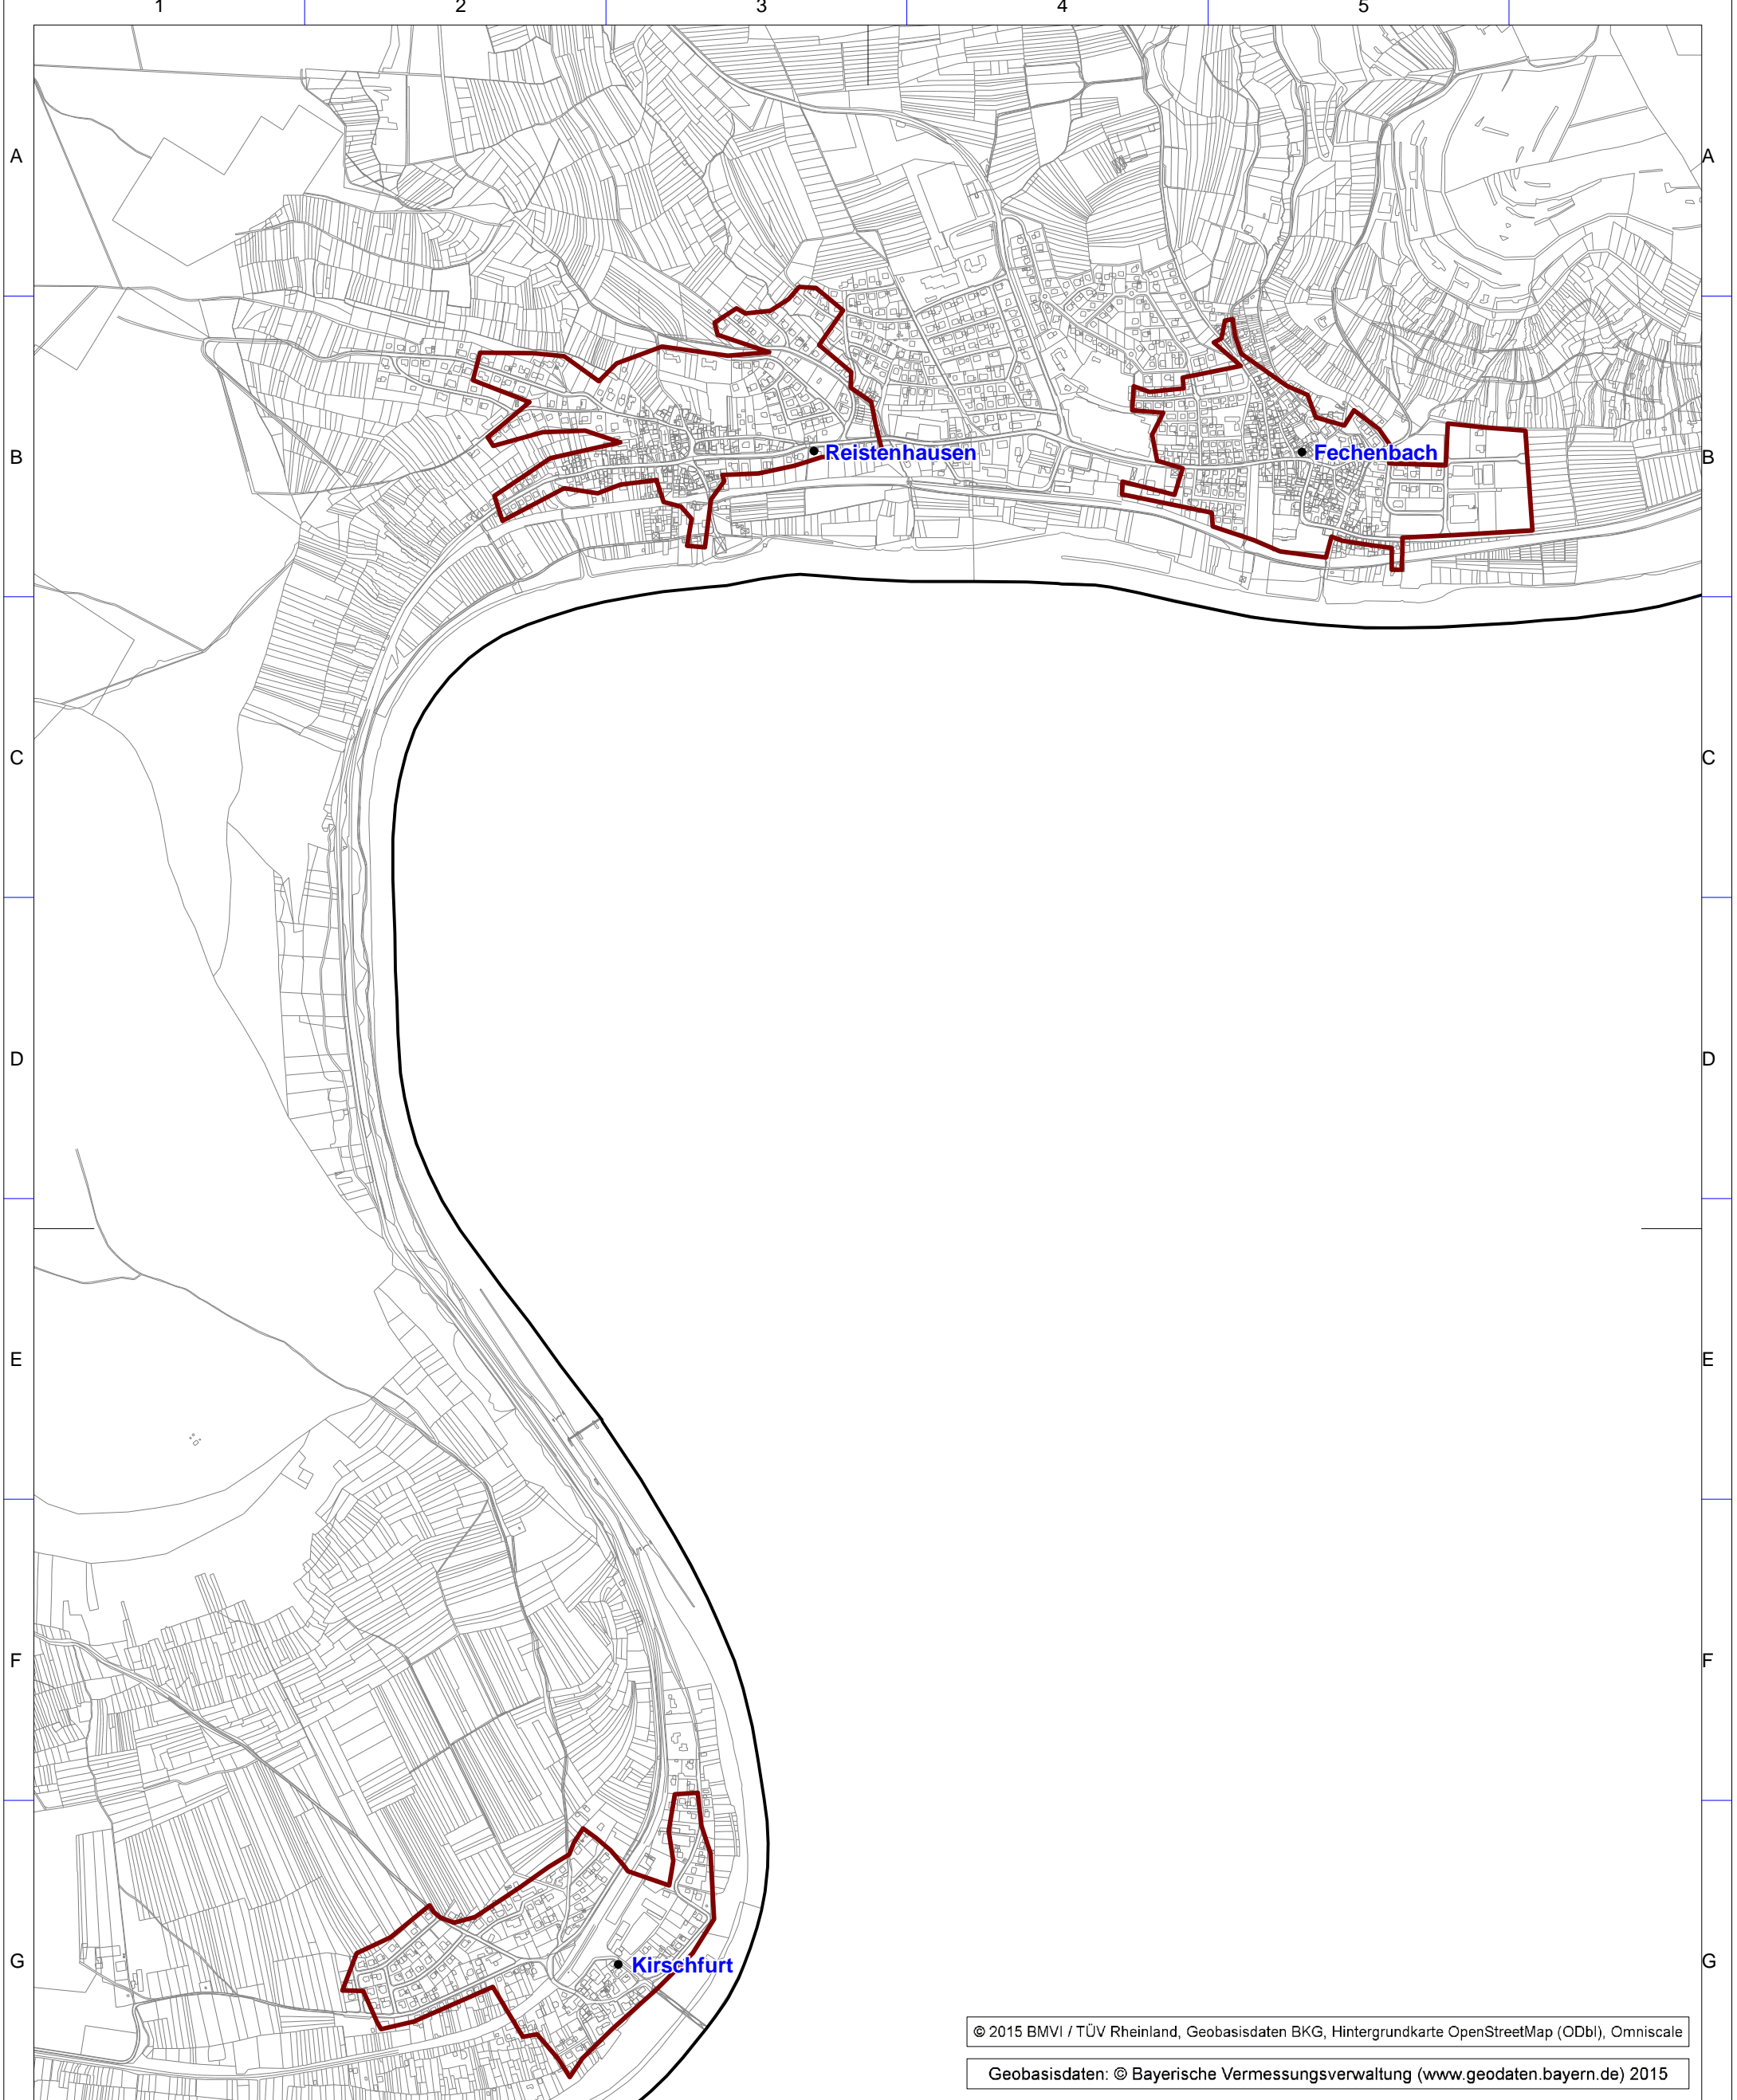 1 2 3 4 5
A A
Reistenhausen
Fechenbach
B B
C C
D D
E E
F F
G G
Kirschfurt
© 2015 BMVI / TÜV Rheinland, Geobasisdaten BKG, Hintergrundkarte OpenStreetMap (ODbl), Omniscale
Geobasisdaten: © Bayerische Vermessungsverwaltung (www.geodaten.bayern.de) 2015